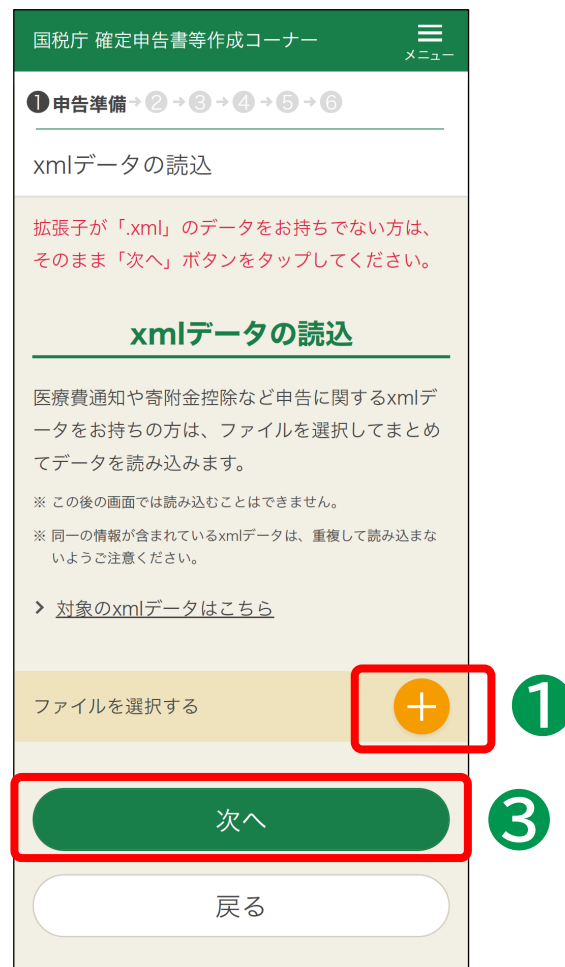 国税庁 確定申告書等作成コーナー
メニュー
❶申告準備→②→③→④→⑤→⑥
xmlデータの読込
拡張子が「.xml」のデータをお持ちでない方は、
そのまま「次へ」ボタンをタップしてください。
xmlデータの読込
医療費通知や寄附金控除など申告に関するxmlデ
ータをお持ちの方は、ファイルを選択してまとめ
てデータを読み込みます。
※ この後の画面では読み込むことはできません。
※ 同一の情報が含まれているxmlデータは、重複して読み込まな
いようご注意ください。
> 対象のxmlデータはこちら
ファイルを選択する
+
❶
次へ
❸
戻る